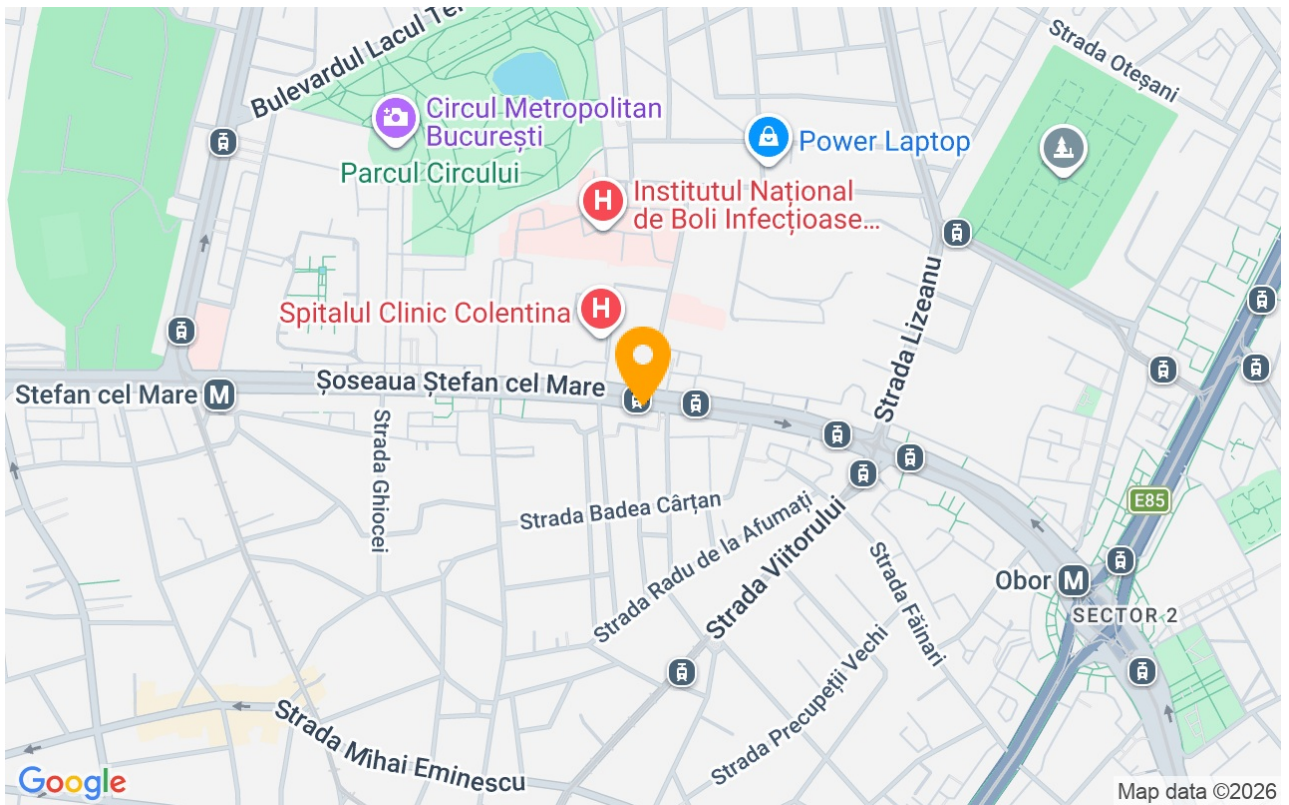 Strada Oteșani
Bulevardul Lacul Tei
Circul Metropolitan
București
Parcul Circului
Power Laptop
Institutul Național
de Boli Infecțioase...
Spitalul Clinic Colentina
Strada Lizeanu
Stefan cel Mare M
Șoseaua Ștefan cel Mare
Strada Ghiocei
Strada Badea Cârțan
Strada Radu de la Afumați
Strada Viitorului
Strada Făinari
E85
Obor M
SECTOR 2
Strada Precupeții Vechi
Strada Mihai Eminescu
Google
Map data ©2026